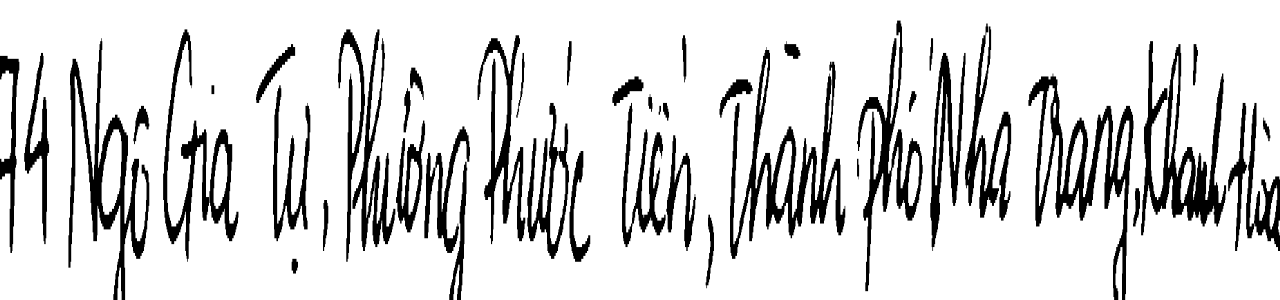 74 Ngô Gia Tự, Phường Phước Tiến, Thành phố Nha Trang, Khánh Hòa